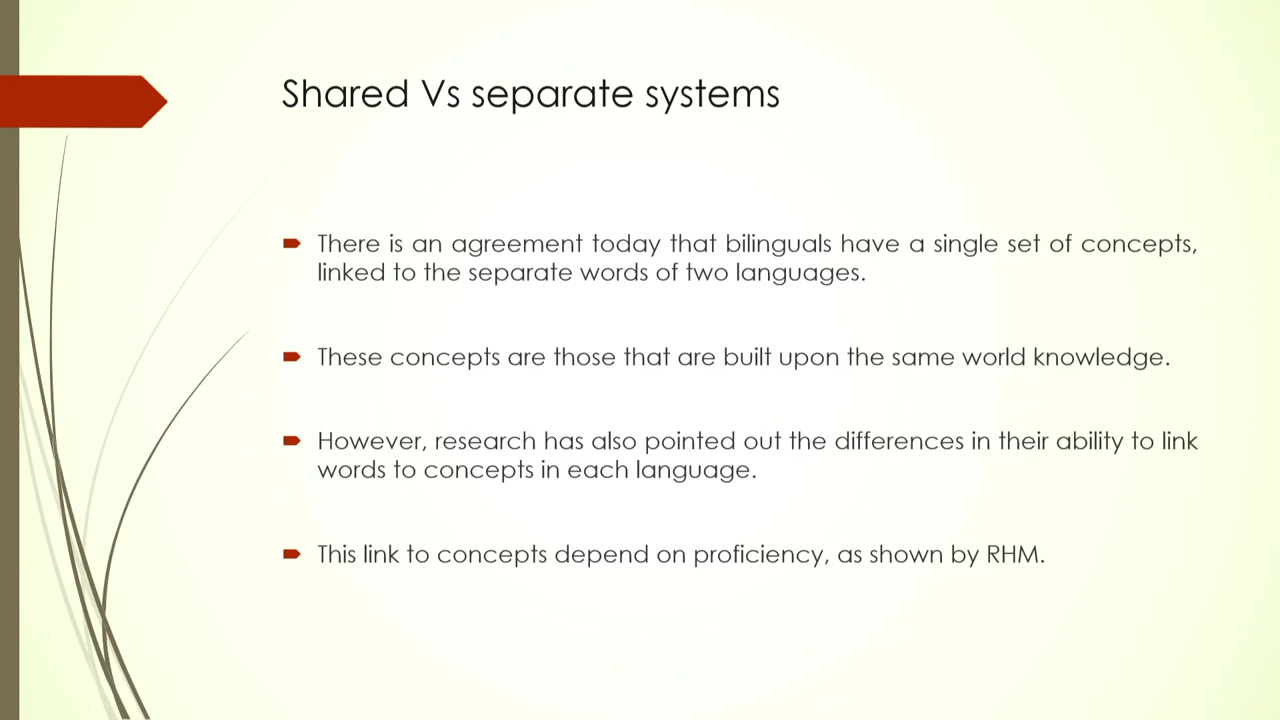 Shared Vs separate systems
There is an agreement today that bilinguals have a single set of concepts,
linked to the separate words of two languages.
These concepts are those that are built upon the same world knowledge.
However, research has also pointed out the differences in their ability to link
words to concepts in each language.
This link to concepts depend on proficiency, as shown by RHM.